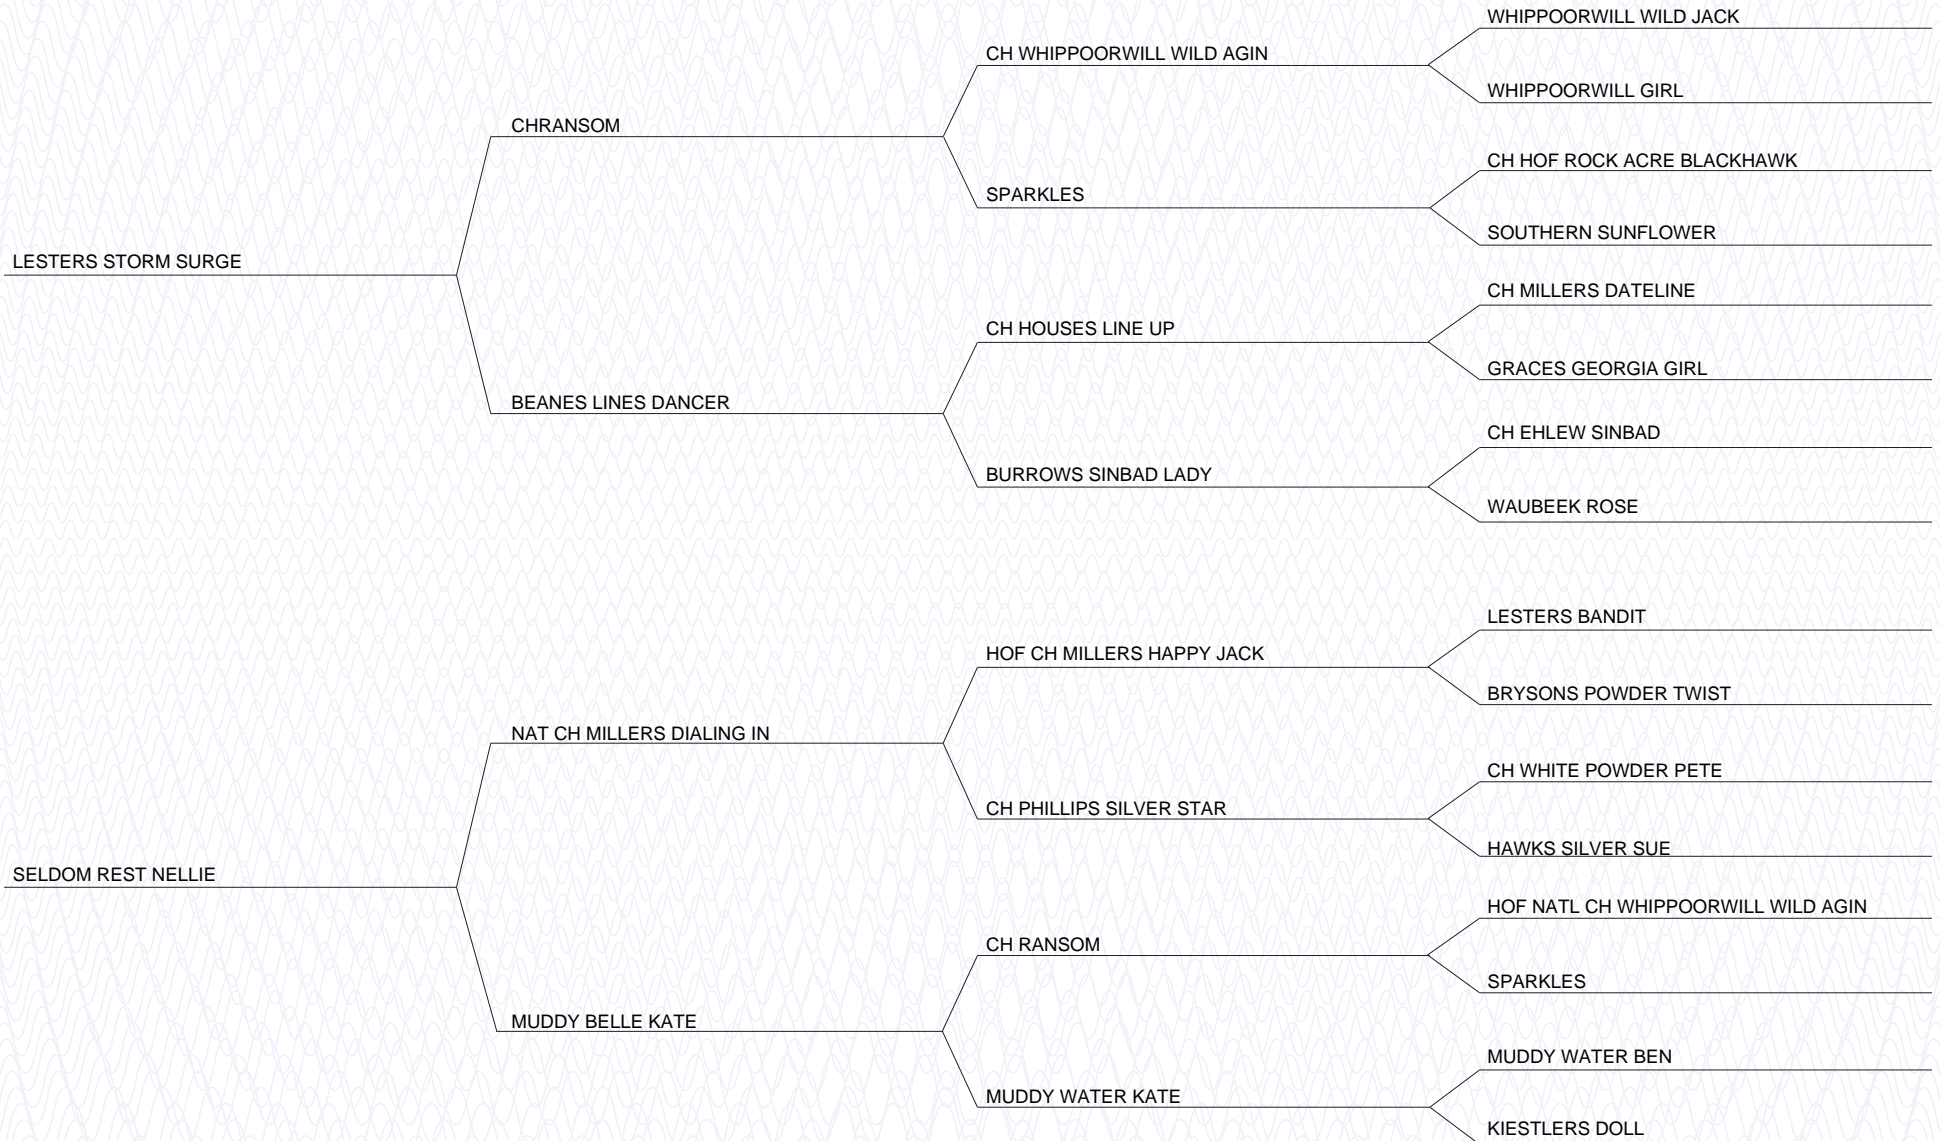 WHIPPOORWILL WILD JACK
CH WHIPPOORWILL WILD AGIN
WHIPPOORWILL GIRL
CHRANSOM
CH HOF ROCK ACRE BLACKHAWK
SPARKLES
SOUTHERN SUNFLOWER
LESTERS STORM SURGE
CH MILLERS DATELINE
CH HOUSES LINE UP
GRACES GEORGIA GIRL
BEANES LINES DANCER
CH EHLEW SINBAD
BURROWS SINBAD LADY
WAUBEEK ROSE
LESTERS BANDIT
HOF CH MILLERS HAPPY JACK
BRYSONS POWDER TWIST
NAT CH MILLERS DIALING IN
CH WHITE POWDER PETE
CH PHILLIPS SILVER STAR
HAWKS SILVER SUE
SELDOM REST NELLIE
HOF NATL CH WHIPPOORWILL WILD AGIN
CH RANSOM
SPARKLES
MUDDY BELLE KATE
MUDDY WATER BEN
MUDDY WATER KATE
KIESTLERS DOLL